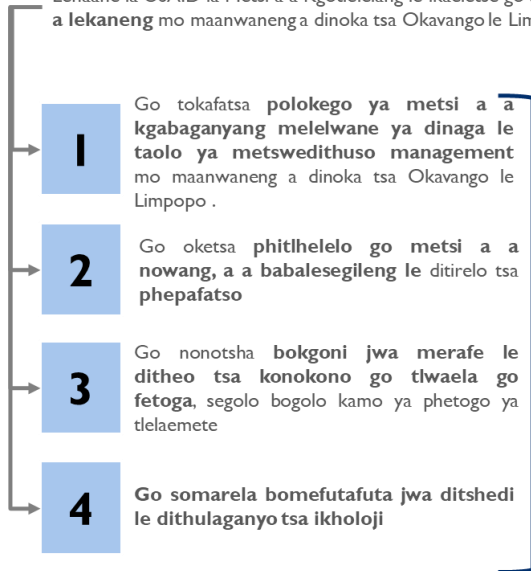 a lekaneng mo maanwaneng a dinoka tsa Okavango le Lim
1
Go tokafatsa polokego ya metsi a a
kgabaganyang melelwane ya dinaga le
taolo ya metswedithuso management
mo maanwaneng a dinoka tsa Okavango le
Limpopo .
2
Go oketsa phitlhelelo go metsi a a
nowang, a a babalesegileng le ditirelo tsa
phepafatso
3
Go nonotsha bokgoni jwa merafe le
ditheo tsa konokono go tlwaela go
fetoga, segolo bogolo kamo ya phetogo ya
tlelaemete
4
Go somarela bomefutafuta jwa ditshedi
le dithulaganyo tsa ikholoji